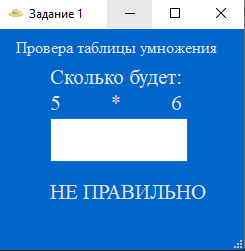 Задание 1
Провера таблицы умножения
Сколько будет:
5 * 6
НЕ ПРАВИЛЬНО